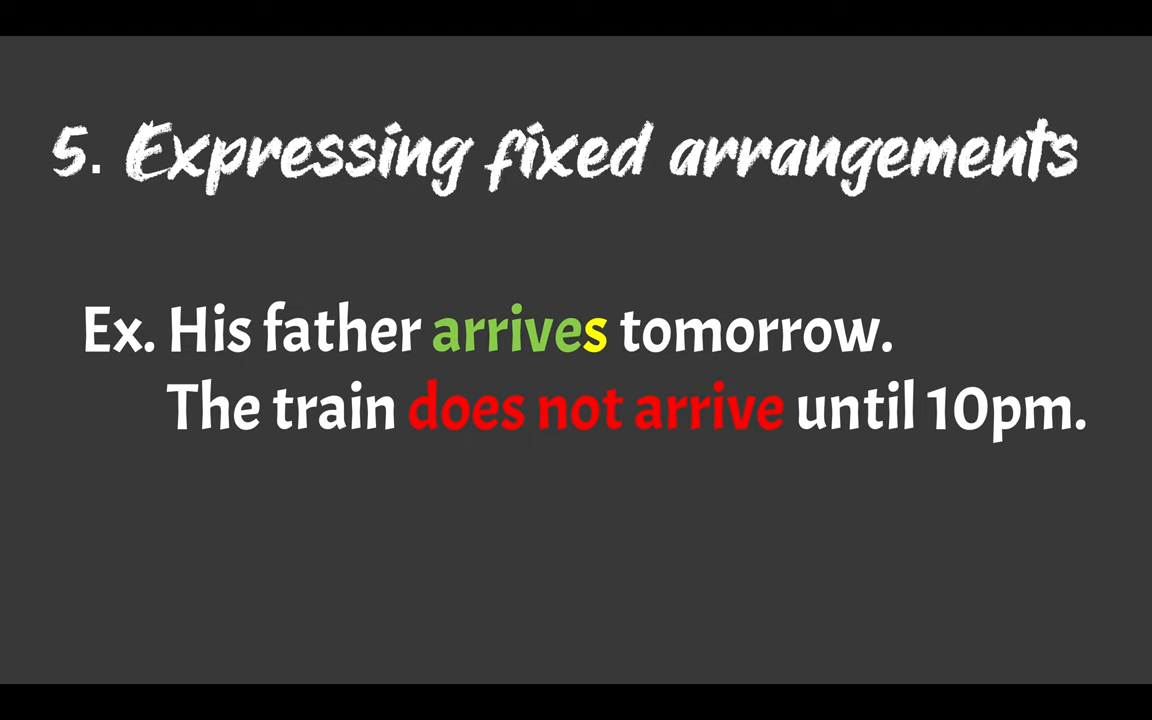 5. Expressing fixed arrangements
Ex. His father arrives tomorrow.
The train does not arrive until 10pm.